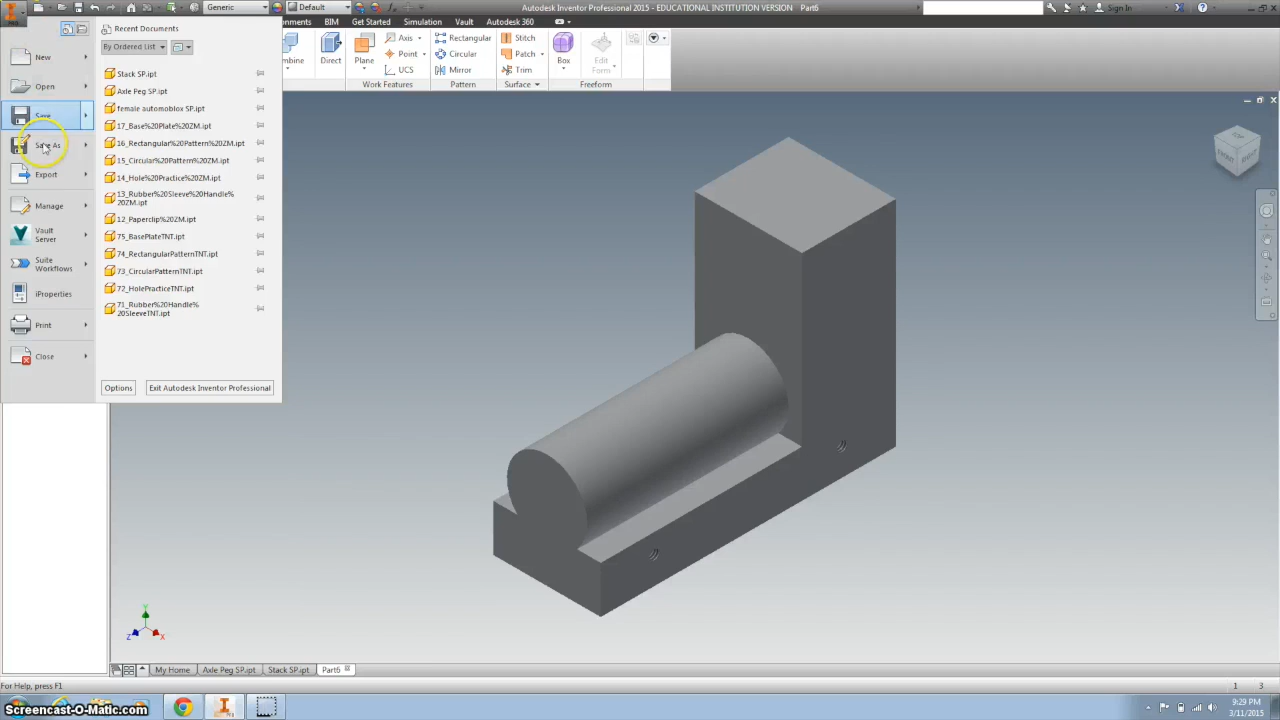 Generic
Default
Autodesk Inventor Professional 2015 - EDUCATIONAL INSTITUTION VERSION Part6
Sign In
PRO
BIM
Get Started
Simulation
Vault
Autodesk 360
Direct
Plane
Axis
Point
UCS
Work Features
Rectangular
Circular
Mirror
Pattern
Stitch
Patch
Trim
Surface
Box
Edit
Form
Freeform
New
Open
Save
Save As
Export
Manage
Vault
Server
Suite
Workflows
iProperties
Print
Close
Recent Documents
By Ordered List
Stack SP.ipt
Axle Peg SP.ipt
female automoblox SP.ipt
17_Base%20Plate%20ZM.ipt
16_Rectangular%20Pattern%20ZM.ipt
15_Circular%20Pattern%20ZM.ipt
14_Hole%20Practice%20ZM.ipt
13_Rubber%20Sleeve%20Handle%
20ZM.ipt
12_Paperclip%20ZM.ipt
75_BasePlateTNT.ipt
74_RectangularPatternTNT.ipt
73_CircularPatternTNT.ipt
72_HolePracticeTNT.ipt
71_Rubber%20Handle%
20SleeveTNT.ipt
Options
Exit Autodesk Inventor Professional
TOP
FRONT
RIGHT
Y
Z
X
My Home
Axle Peg SP.ipt
Stack SP.ipt
Part6
For Help, press F1
1
3
Screencast-O-Matic.com
9:29 PM
3/11/2015